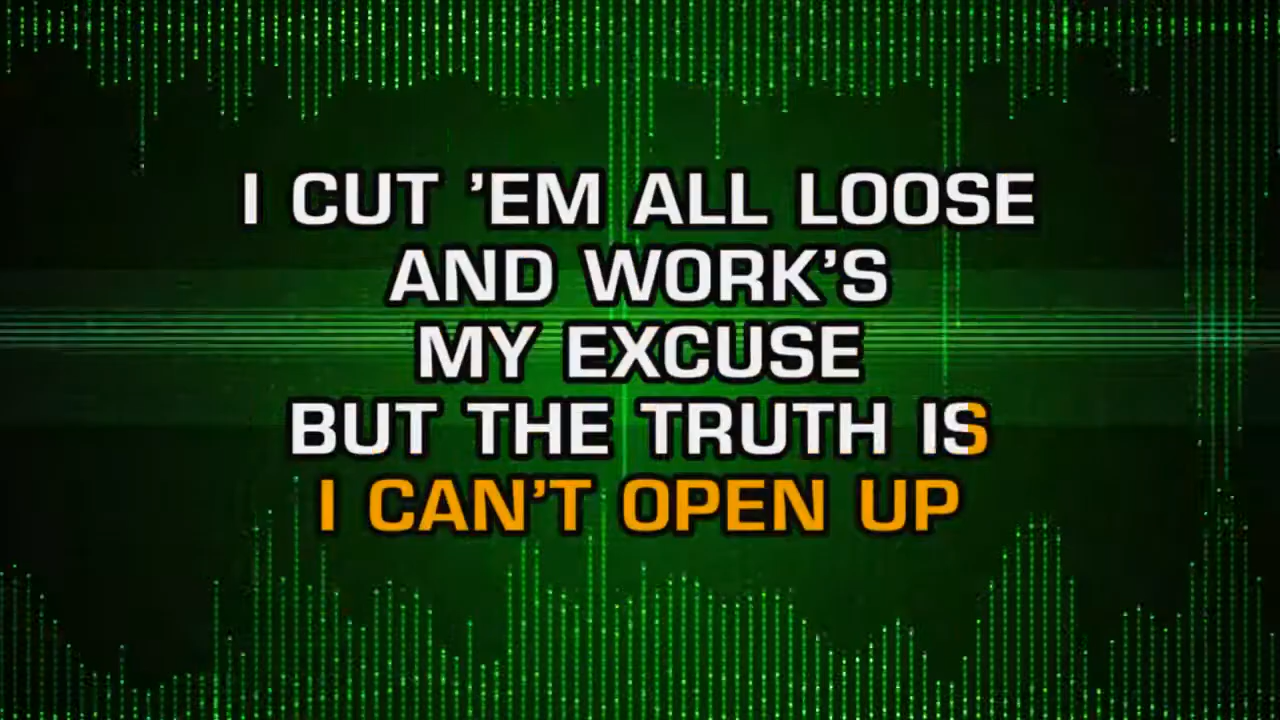 I CUT ’EM ALL LOOSE
AND WORK’S
MY EXCUSE
BUT THE TRUTH IS
I CAN’T OPEN UP